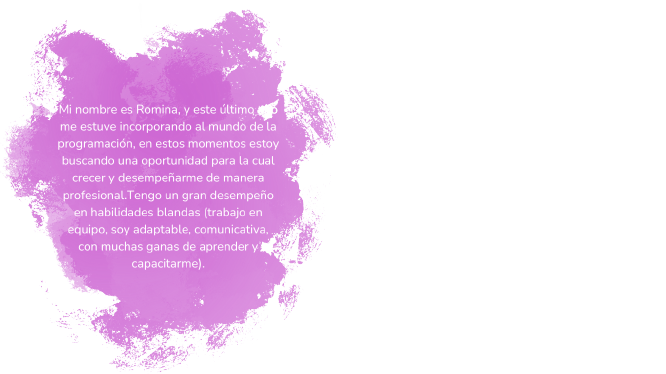 Mi nombre es Romina, y este último
me estuve incorporando al mundo de la
programación, en estos momentos estoy
buscando una oportunidad para la cual
crecer y desempeñarme de manera
profesional.Tengo un gran desempeño
en habilidades blandas (trabajo en
equipo, soy adaptable, comunicativa,
con muchas ganas de aprender y
capacitarme).